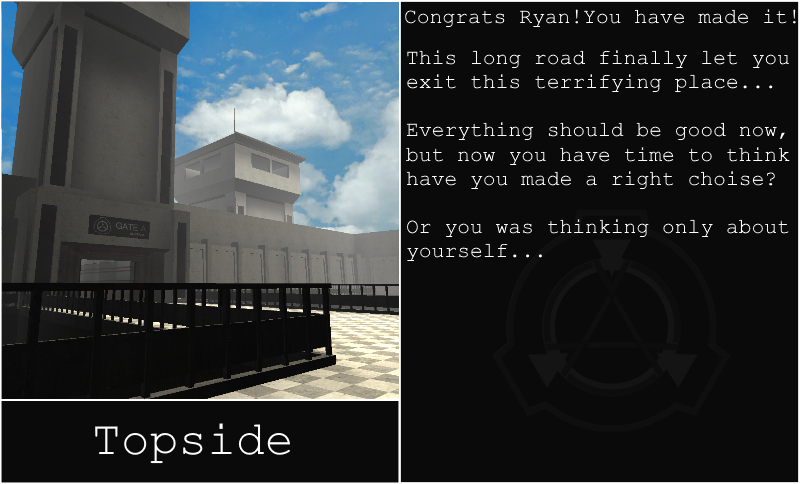 GATE A
Topside
Congrats Ryan!You have made it!
This long road finally let you
exit this terrifying place...
Everything should be good now,
but now you have time to think
have you made a right choise?
Or you was thinking only about
yourself...